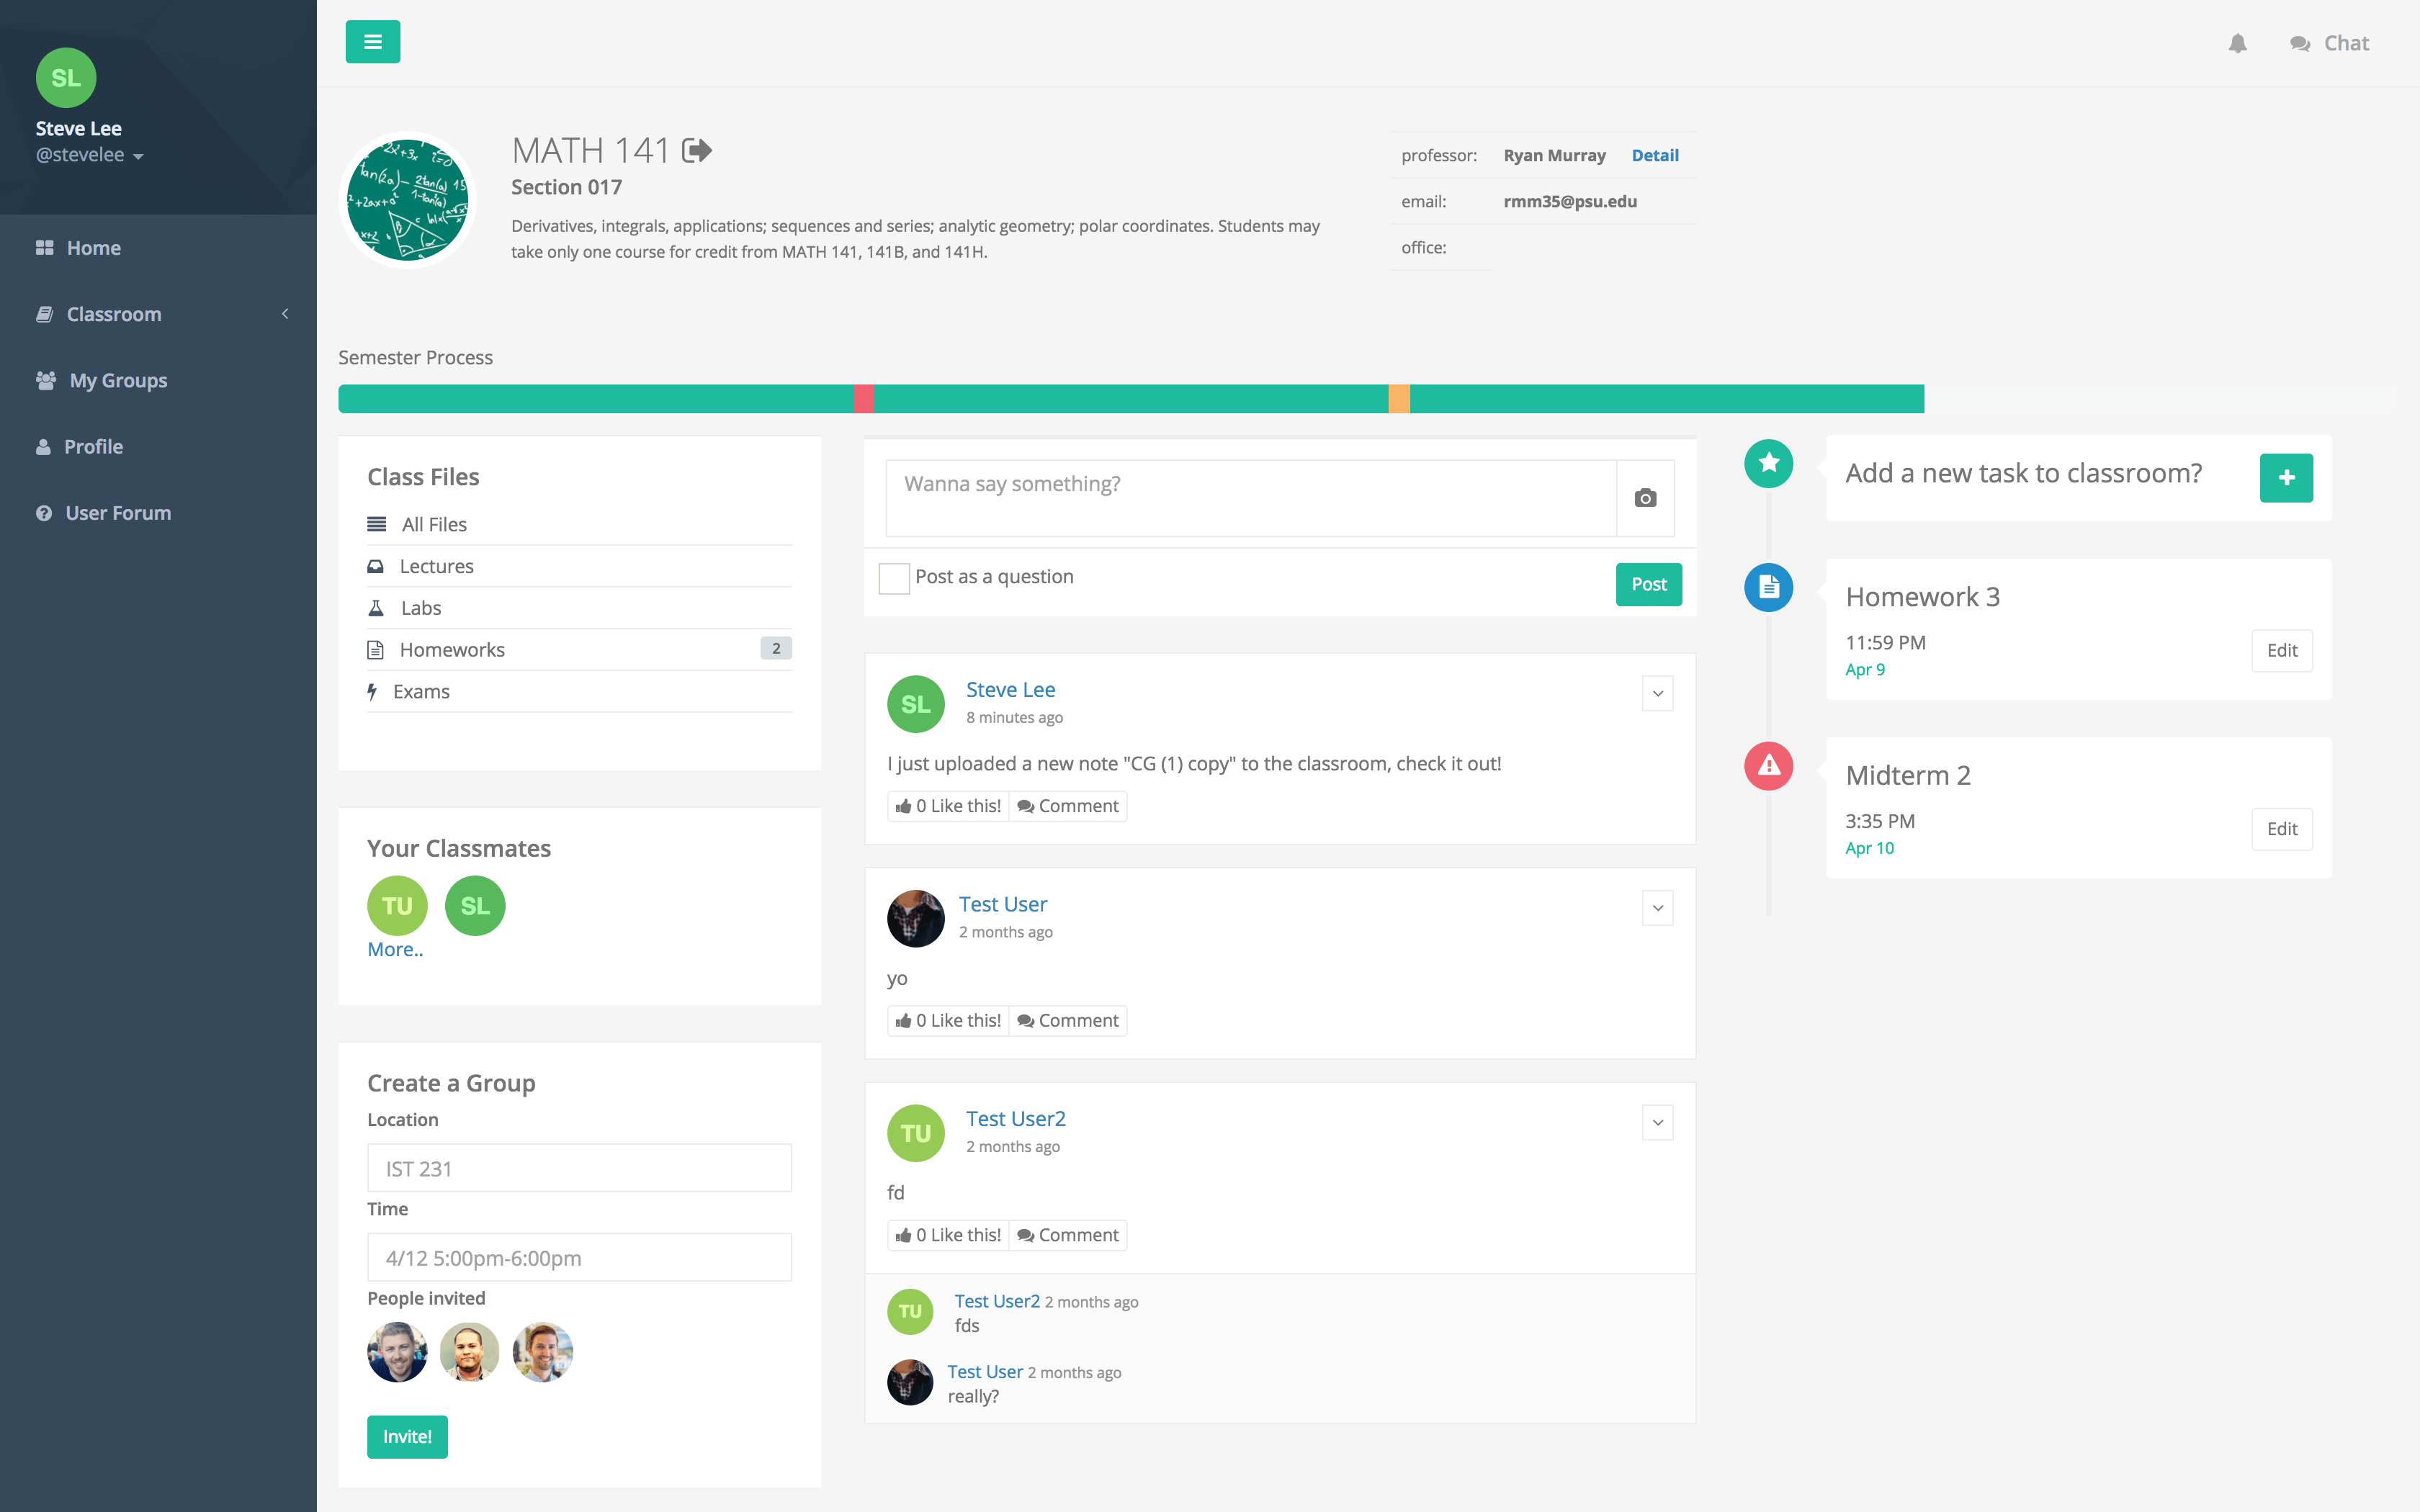 SL
Steve Lee
@stevelee
Home
Classroom
My Groups
Profile
User Forum
Chat
MATH 141
Section 017
Derivatives, integrals, applications; sequences and series; analytic geometry; polar coordinates. Students may
take only one course for credit from MATH 141, 141B, and 141H.
professor: Ryan Murray Detail
email: rmm35@psu.edu
office:
Semester Process
Class Files
All Files
Lectures
Labs
Homeworks 2
Exams
Your Classmates
TU SL
More..
Create a Group
Location
IST 231
Time
4/12 5:00pm-6:00pm
People invited
Invite!
Wanna say something?
Post as a question
Post
SL
Steve Lee
8 minutes ago
I just uploaded a new note "CG (1) copy" to the classroom, check it out!
0 Like this! Comment
Test User
2 months ago
yo
0 Like this! Comment
TU
Test User2
2 months ago
fd
0 Like this! Comment
TU
Test User2 2 months ago
fds
Test User 2 months ago
really?
Add a new task to classroom?
Homework 3
11:59 PM
Apr 9
Edit
Midterm 2
3:35 PM
Apr 10
Edit